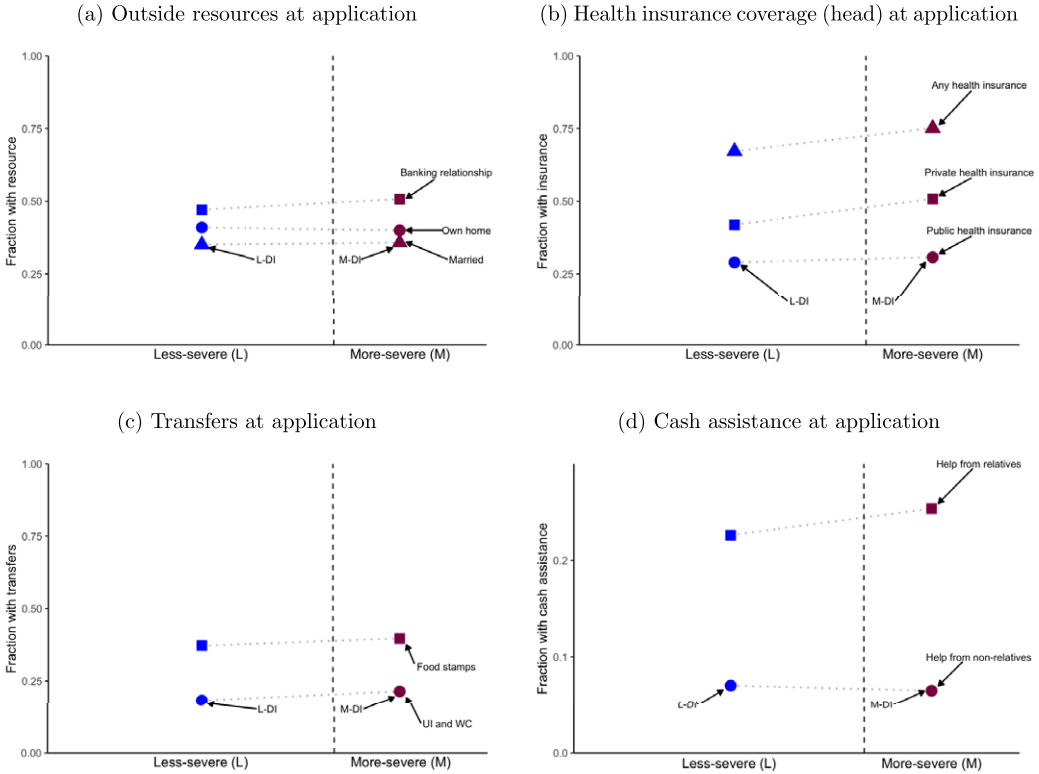 (a) Outside resources at application
1.00
0.75
0.50
0.25
0.00
Fraction with resource
Banking relationship
Own home
Married
L-DI
M-DI
Less-severe (L)
More-severe (M)
(b) Health insurance coverage (head) at application
1.00
0.75
0.50
0.25
0.00
Fraction with insurance
Any health insurance
Private health insurance
Public health insurance
L-DI
M-DI
Less-severe (L)
More-severe (M)
(c) Transfers at application
1.00
0.75
0.50
0.25
0.00
Fraction with transfers
Food stamps
L-DI
M-DI
UI and WC
Less-severe (L)
More-severe (M)
(d) Cash assistance at application
0.2
0.1
0.0
Fraction with cash assistance
Help from relatives
Help from non-relatives
L-DI
M-DI
Less-severe (L)
More-severe (M)